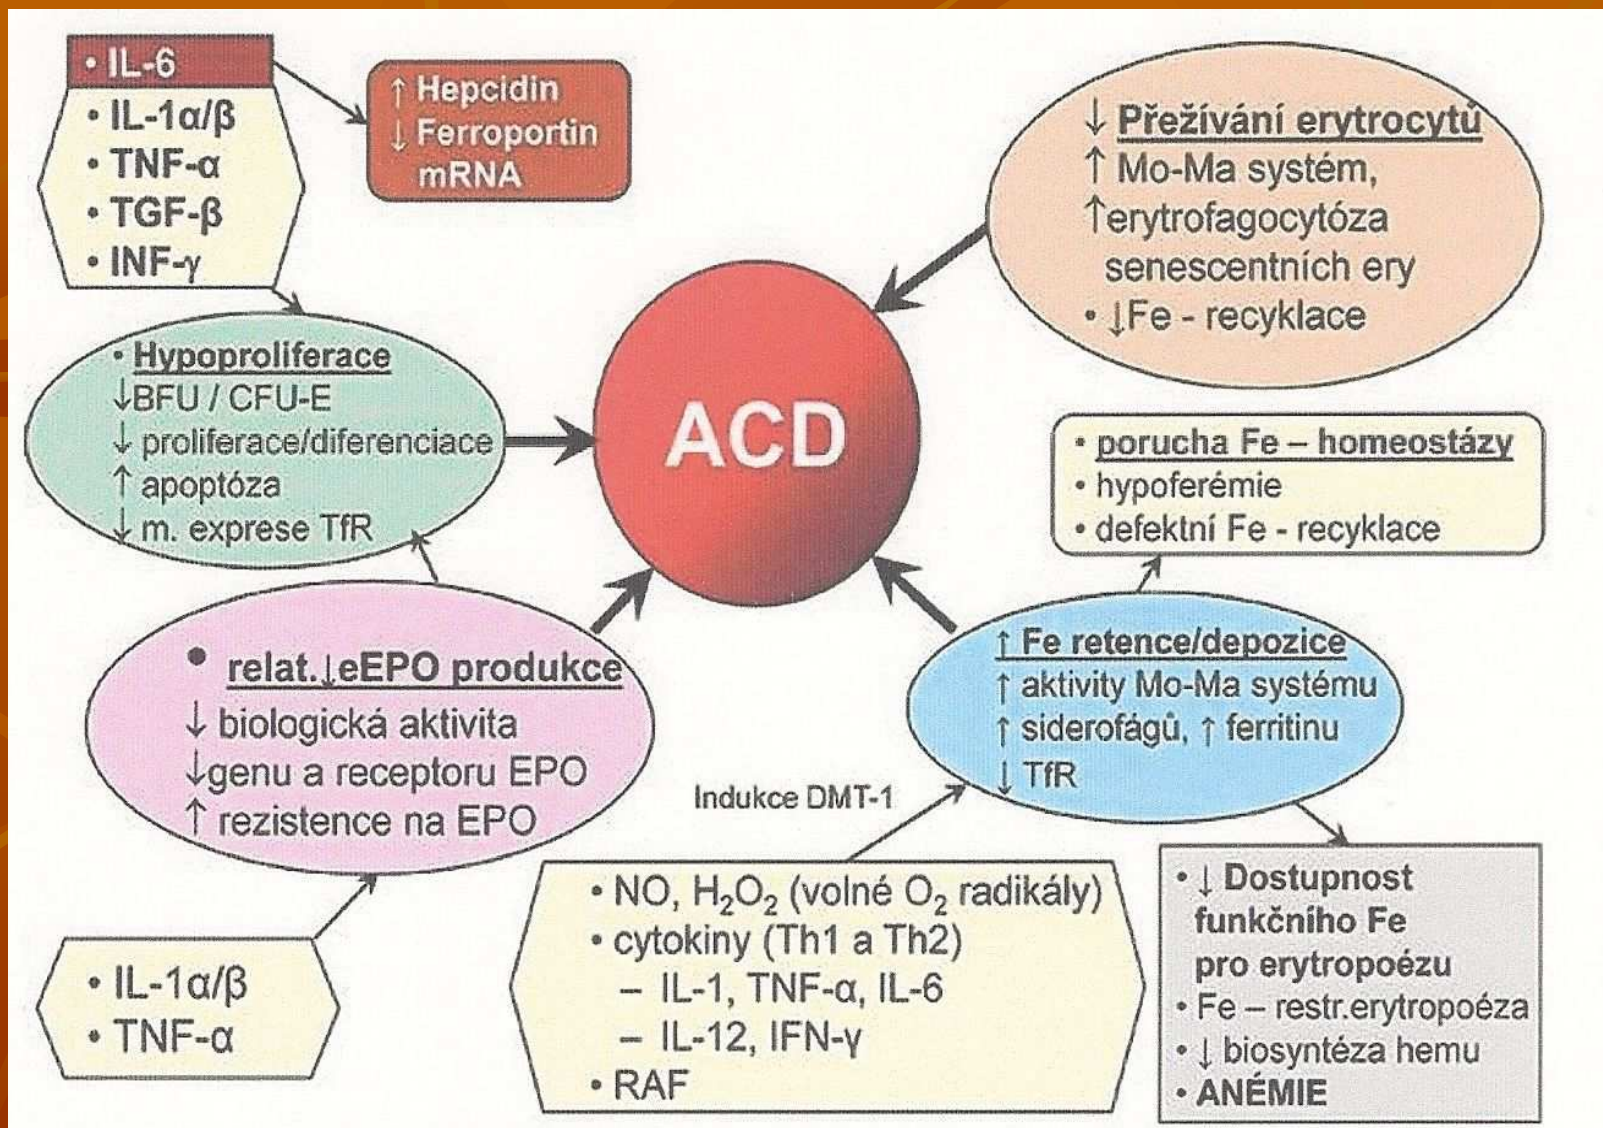 • IL-6
• IL-1α/β
• TNF-α
• TGF-β
• INF-γ
↑ Hepcidin
↓ Ferroportin
mRNA
↓ Přežívání erytrocytů
↑ Mo-Ma systém,
↑erytrofagocytóza
senescentních ery
• ↓Fe - recyklace
• Hypoproliferace
↓BFU / CFU-E
↓ proliferace/diferenciace
↑ apoptóza
↓ m. exprese TfR
ACD
• porucha Fe – homeostázy
• hypoferémie
• defektní Fe - recyklace
• relat.↓eEPO produkce
↓ biologická aktivita
↓genu a receptoru EPO
↑ rezistence na EPO
↑ Fe retence/depozice
↑ aktivity Mo-Ma systému
↑ siderofágů, ↑ ferritinu
↓ TfR
Indukce DMT-1
• IL-1α/β
• TNF-α
• NO, H₂O₂ (volné O₂ radikály)
• cytokiny (Th1 a Th2)
– IL-1, TNF-α, IL-6
– IL-12, IFN-γ
• RAF
• ↓ Dostupnost
funkčního Fe
pro erytropoézu
• Fe – restr.erytropoéza
• ↓ biosyntéza hemu
• ANÉMIE